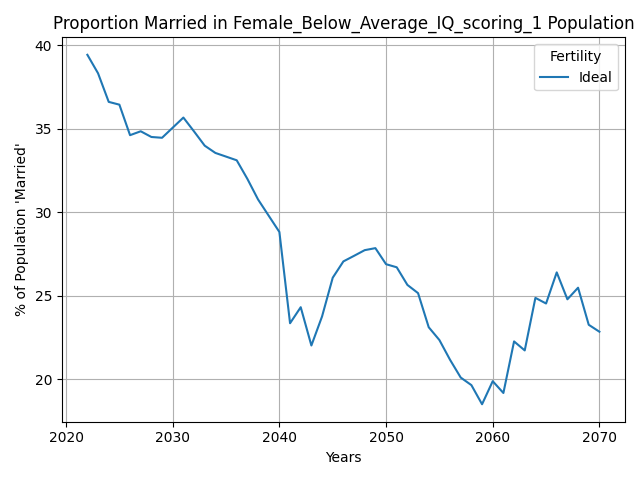 Proportion Married in Female_Below_Average_IQ_scoring_1 Population
Fertility
Ideal
% of Population 'Married'
40
35
30
25
20
2020 2030 2040 2050 2060 2070
Years